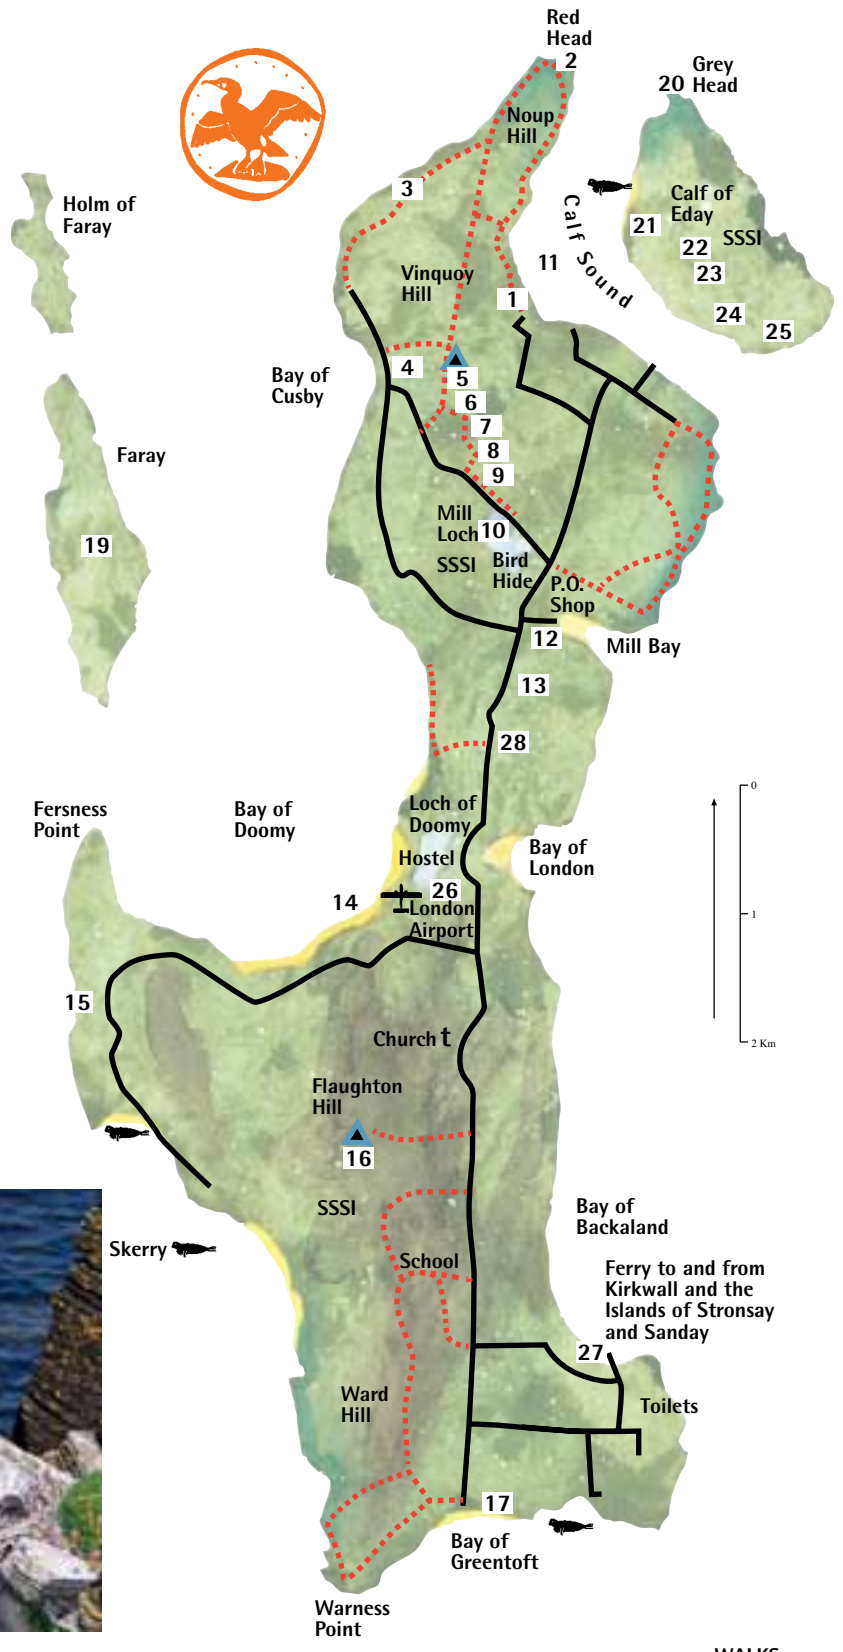 Red
Head
2
Grey
Head
20
Noup
Hill
Holm of
Faray
3
Calf of
Eday
21
SSSI
22
23
24
25
Calf Sound
11
Vinquoy
Hill
1
Bay of
Cusby
4
5
6
7
8
9
Faray
19
Mill
Loch
10
SSSI
Bird
Hide
P.O.
Shop
12
Mill Bay
13
28
Fersness
Point
Bay of
Doomy
Loch of
Doomy
Hostel
Bay of
London
26
14
London
Airport
0
1
2 Km
15
Church
Flaughton
Hill
16
SSSI
Bay of
Backaland
Skerry
School
Ferry to and from
Kirkwall and the
Islands of Stronsay
and Sanday
27
Ward
Hill
Toilets
17
Bay of
Greentoft
Warness
Point